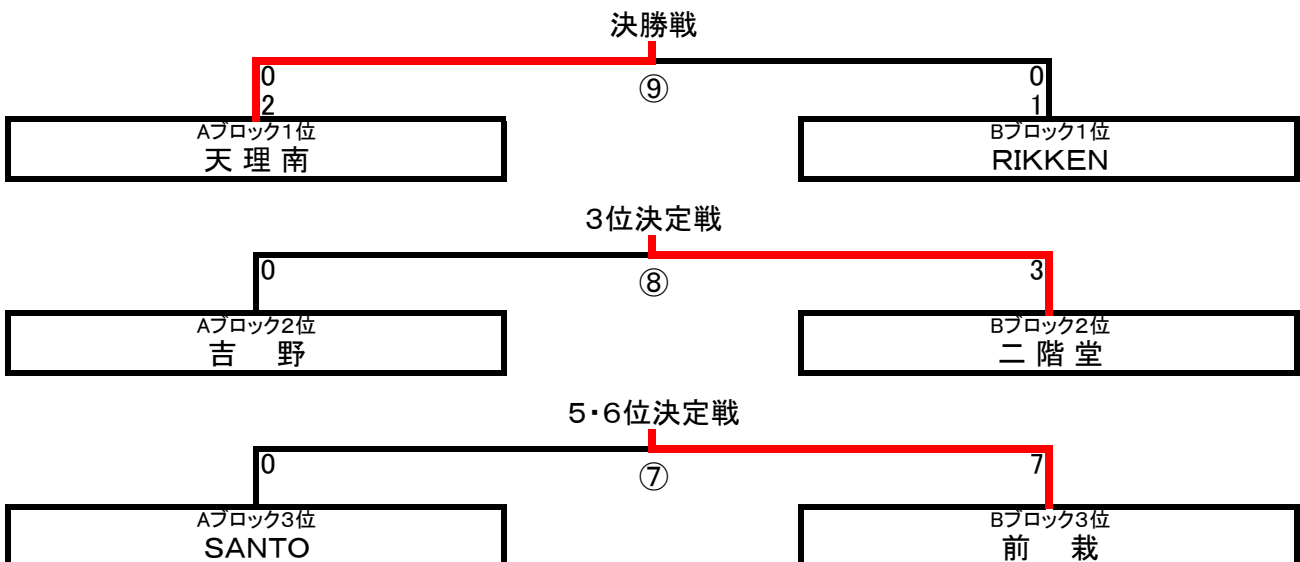 決勝戦
0 0
⑨
2 1
Aブロック1位 Bブロック1位
天理南 RIKKEN
3位決定戦
0 3
⑧
Aブロック2位 Bブロック2位
吉　野 二階堂
5・6位決定戦
0 7
⑦
Aブロック3位 Bブロック3位
SANTO 前　栽